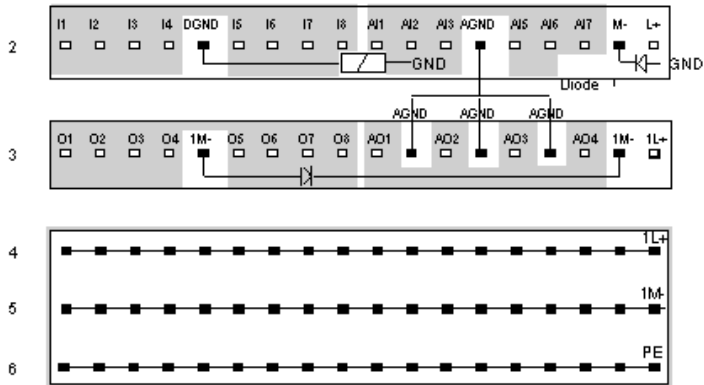 I1 I2 I3 I4 DGND I5 I6 I7 I8 AI1 AI2 AI3 AGND AI5 AI6 AI7 M- L+
2
GND GND
Diode
AGND AGND AGND
O1 O2 O3 O4 1M- O5 O6 O7 O8 AO1 AO2 AO3 AO4 1M- 1L+
3
1L+
4
1M-
5
PE
6